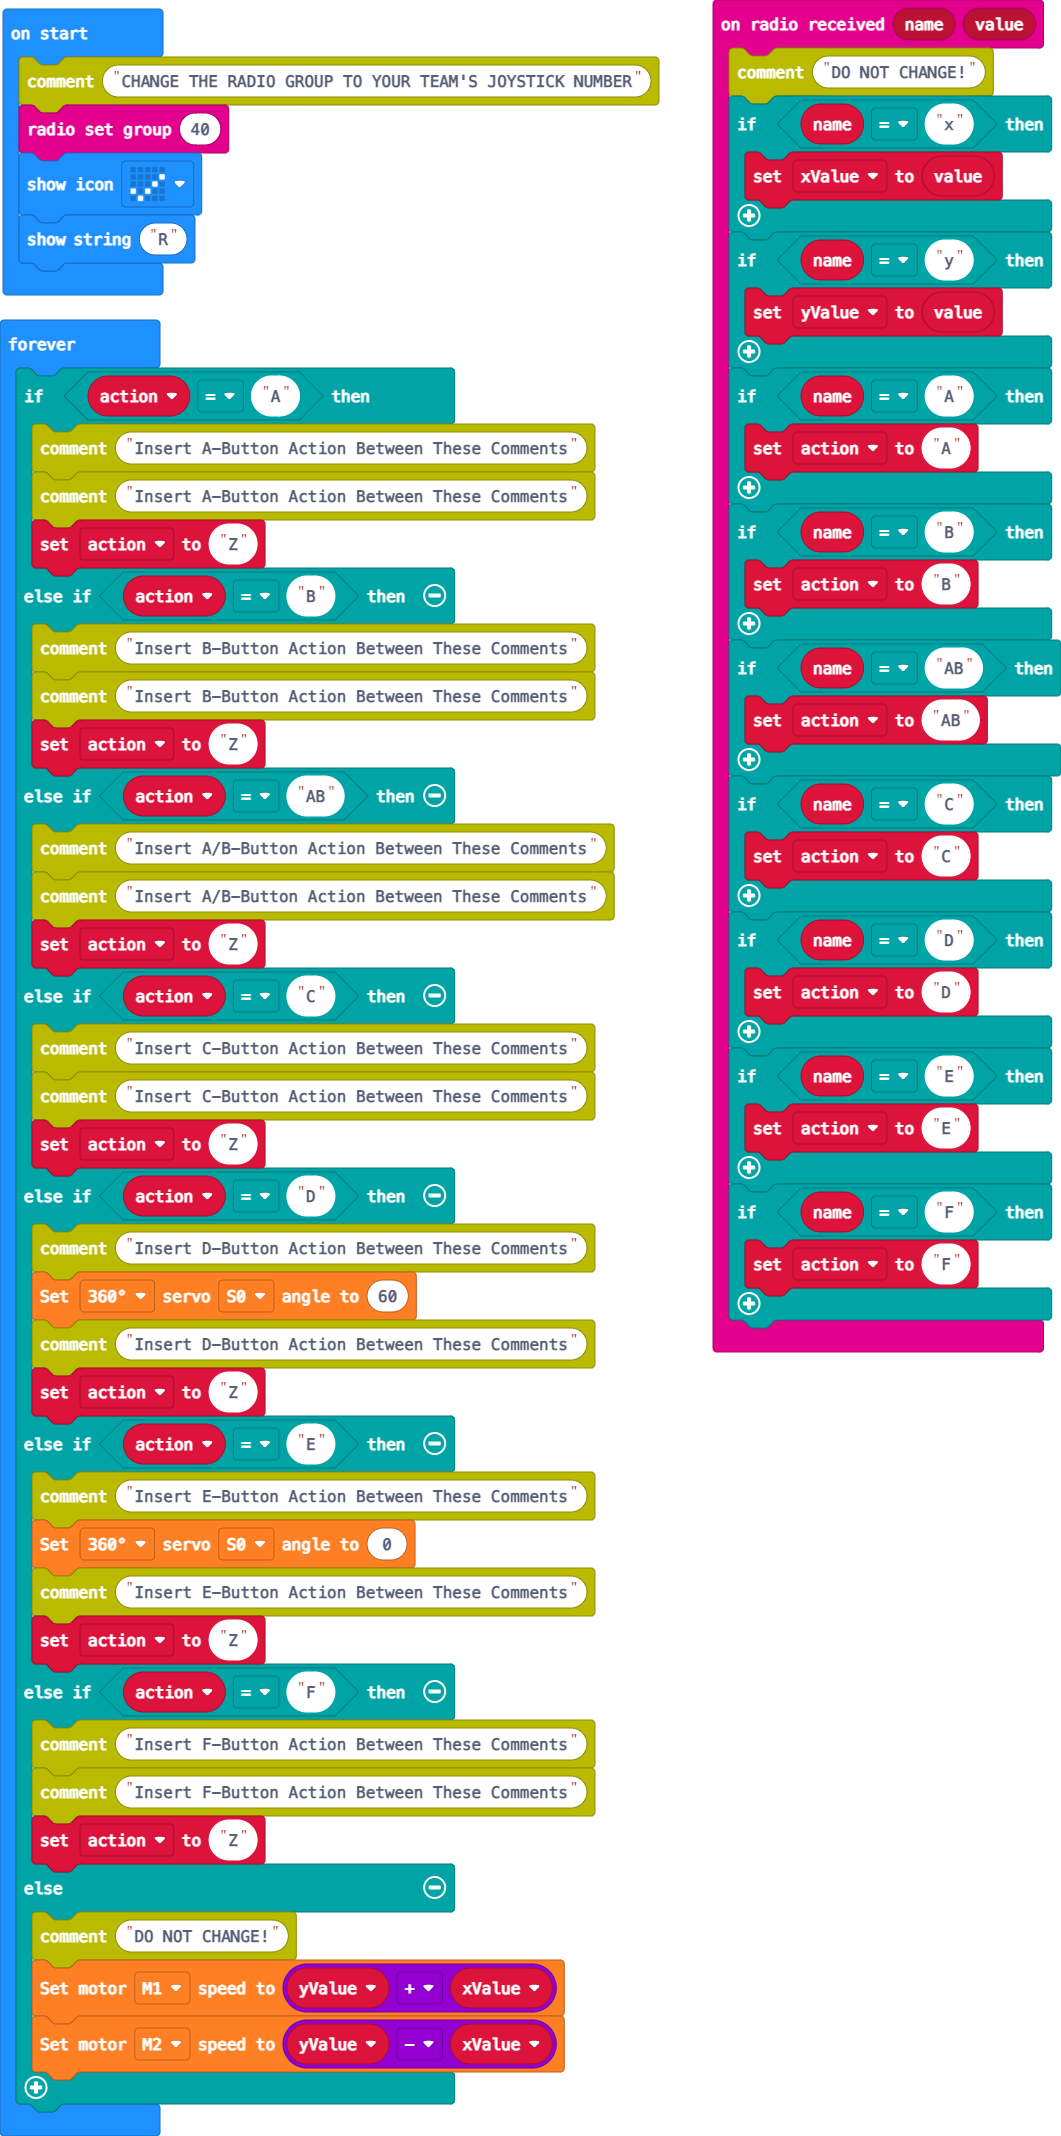 on start
comment "CHANGE THE RADIO GROUP TO YOUR TEAM'S JOYSTICK NUMBER"
radio set group 40
show icon
show string "R"
forever
if action = "A" then
comment "Insert A-Button Action Between These Comments"
comment "Insert A-Button Action Between These Comments"
set action to "Z"
else if action = "B" then
comment "Insert B-Button Action Between These Comments"
comment "Insert B-Button Action Between These Comments"
set action to "Z"
else if action = "AB" then
comment "Insert A/B-Button Action Between These Comments"
comment "Insert A/B-Button Action Between These Comments"
set action to "Z"
else if action = "C" then
comment "Insert C-Button Action Between These Comments"
comment "Insert C-Button Action Between These Comments"
set action to "Z"
else if action = "D" then
comment "Insert D-Button Action Between These Comments"
Set 360° servo S0 angle to 60
comment "Insert D-Button Action Between These Comments"
set action to "Z"
else if action = "E" then
comment "Insert E-Button Action Between These Comments"
Set 360° servo S0 angle to 0
comment "Insert E-Button Action Between These Comments"
set action to "Z"
else if action = "F" then
comment "Insert F-Button Action Between These Comments"
comment "Insert F-Button Action Between These Comments"
set action to "Z"
else
comment "DO NOT CHANGE!"
Set motor M1 speed to yValue + xValue
Set motor M2 speed to yValue - xValue
on radio received name value
comment "DO NOT CHANGE!"
if name = "x" then
set xValue to value
if name = "y" then
set yValue to value
if name = "A" then
set action to "A"
if name = "B" then
set action to "B"
if name = "AB" then
set action to "AB"
if name = "C" then
set action to "C"
if name = "D" then
set action to "D"
if name = "E" then
set action to "E"
if name = "F" then
set action to "F"